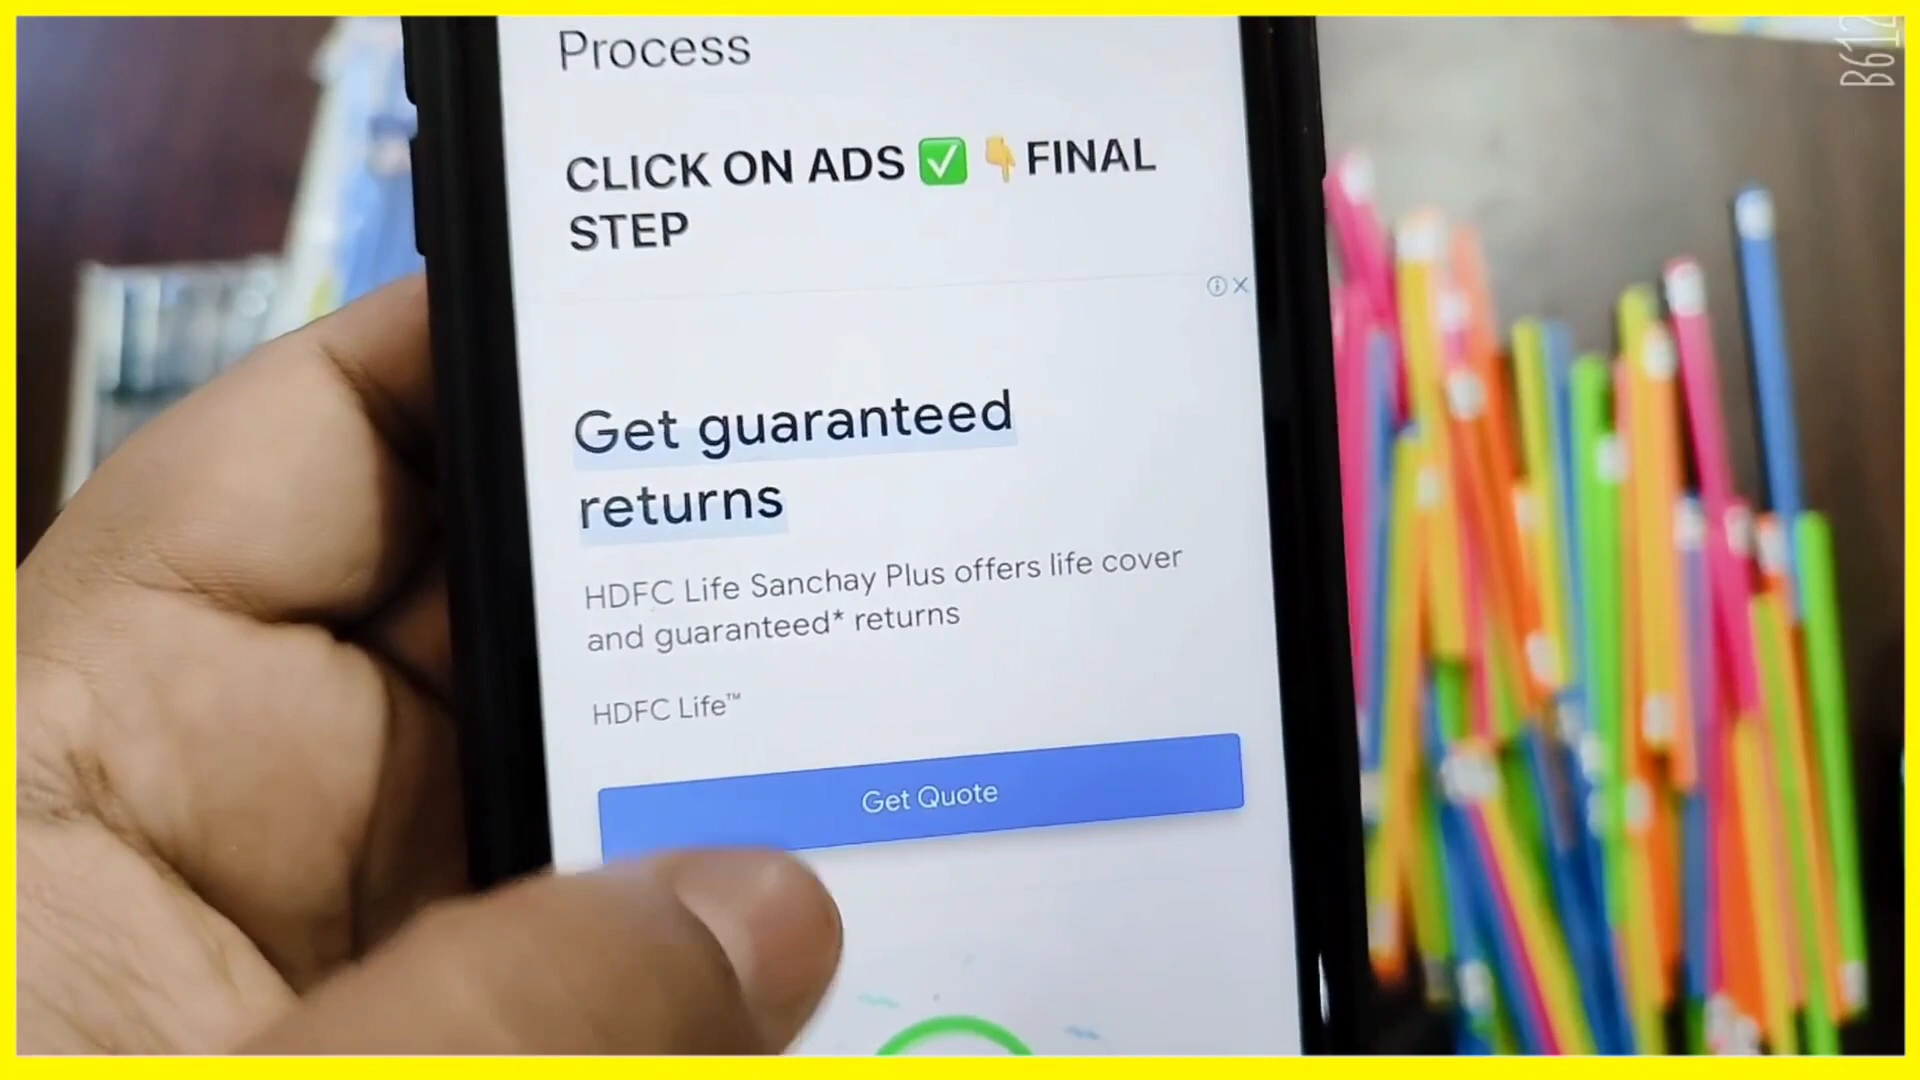 B612
Process
CLICK ON ADS ✅ 👇 FINAL
STEP
Get guaranteed
returns
HDFC Life Sanchay Plus offers life cover
and guaranteed* returns
HDFC Life™
Get Quote